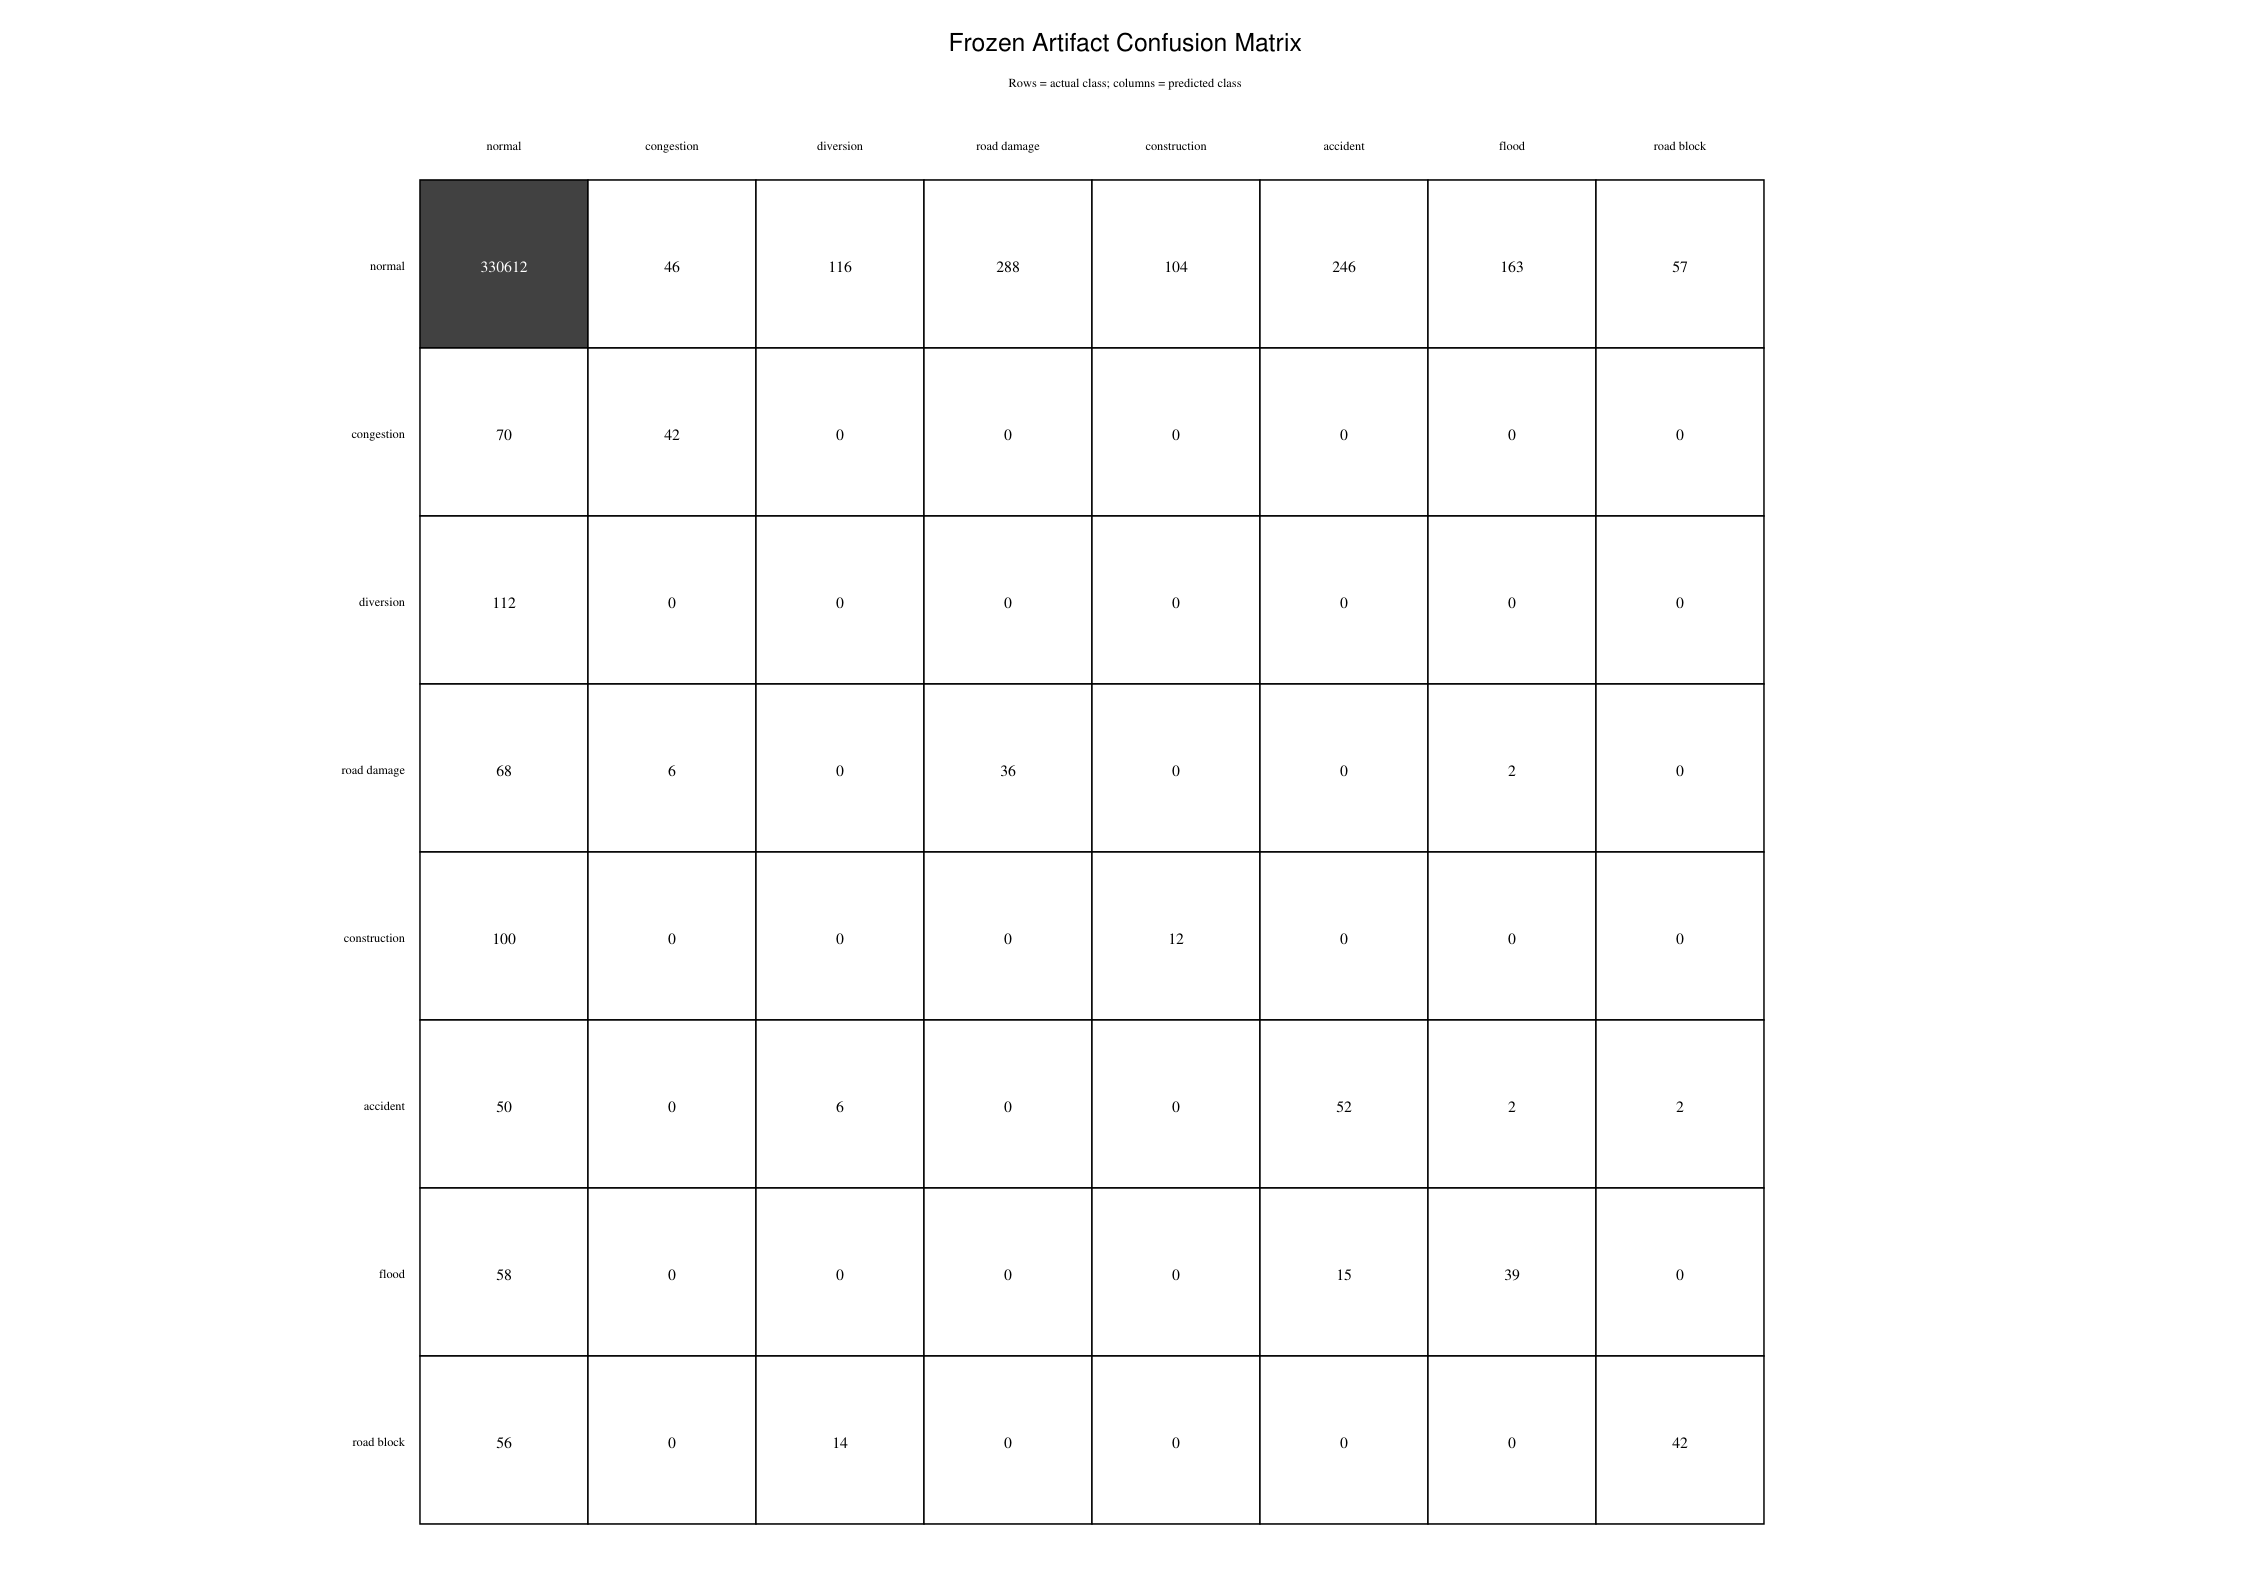 Frozen Artifact Confusion Matrix
Rows = actual class; columns = predicted class
normal congestion diversion road damage construction accident flood road block
normal 330612 46 116 288 104 246 163 57
congestion 70 42 0 0 0 0 0 0
diversion 112 0 0 0 0 0 0 0
road damage 68 6 0 36 0 0 2 0
construction 100 0 0 0 12 0 0 0
accident 50 0 6 0 0 52 2 2
flood 58 0 0 0 0 15 39 0
road block 56 0 14 0 0 0 0 42